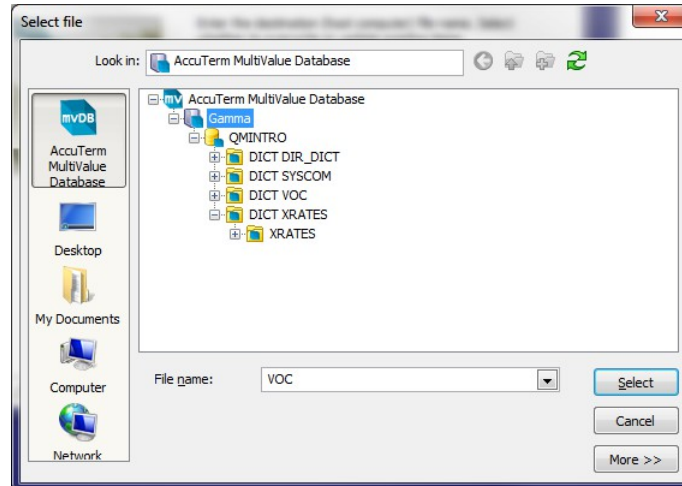 Select file
Look in: AccuTerm MultiValue Database
mvDB
AccuTerm
MultiValue
Database
Desktop
My Documents
Computer
Network
mv AccuTerm MultiValue Database
Gamma
QMINTRO
DICT DIR_DICT
DICT SYSCOM
DICT VOC
DICT XRATES
XRATES
File name: VOC
Select
Cancel
More >>